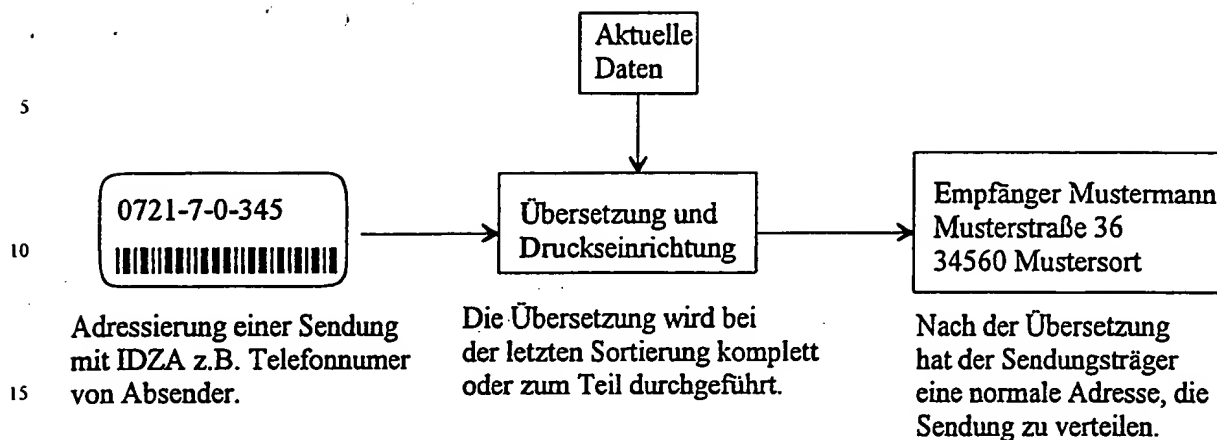 Aktuelle
Daten
5
0721-7-0-345
Übersetzung und
Druckseinrichtung
Empfänger Mustermann
Musterstraße 36
34560 Mustersort
10
Adressierung einer Sendung
mit IDZA z.B. Telefonnumer
von Absender.
15
Die Übersetzung wird bei
der letzten Sortierung komplett
oder zum Teil durchgeführt.
Nach der Übersetzung
hat der Sendungsträger
eine normale Adresse, die
Sendung zu verteilen.